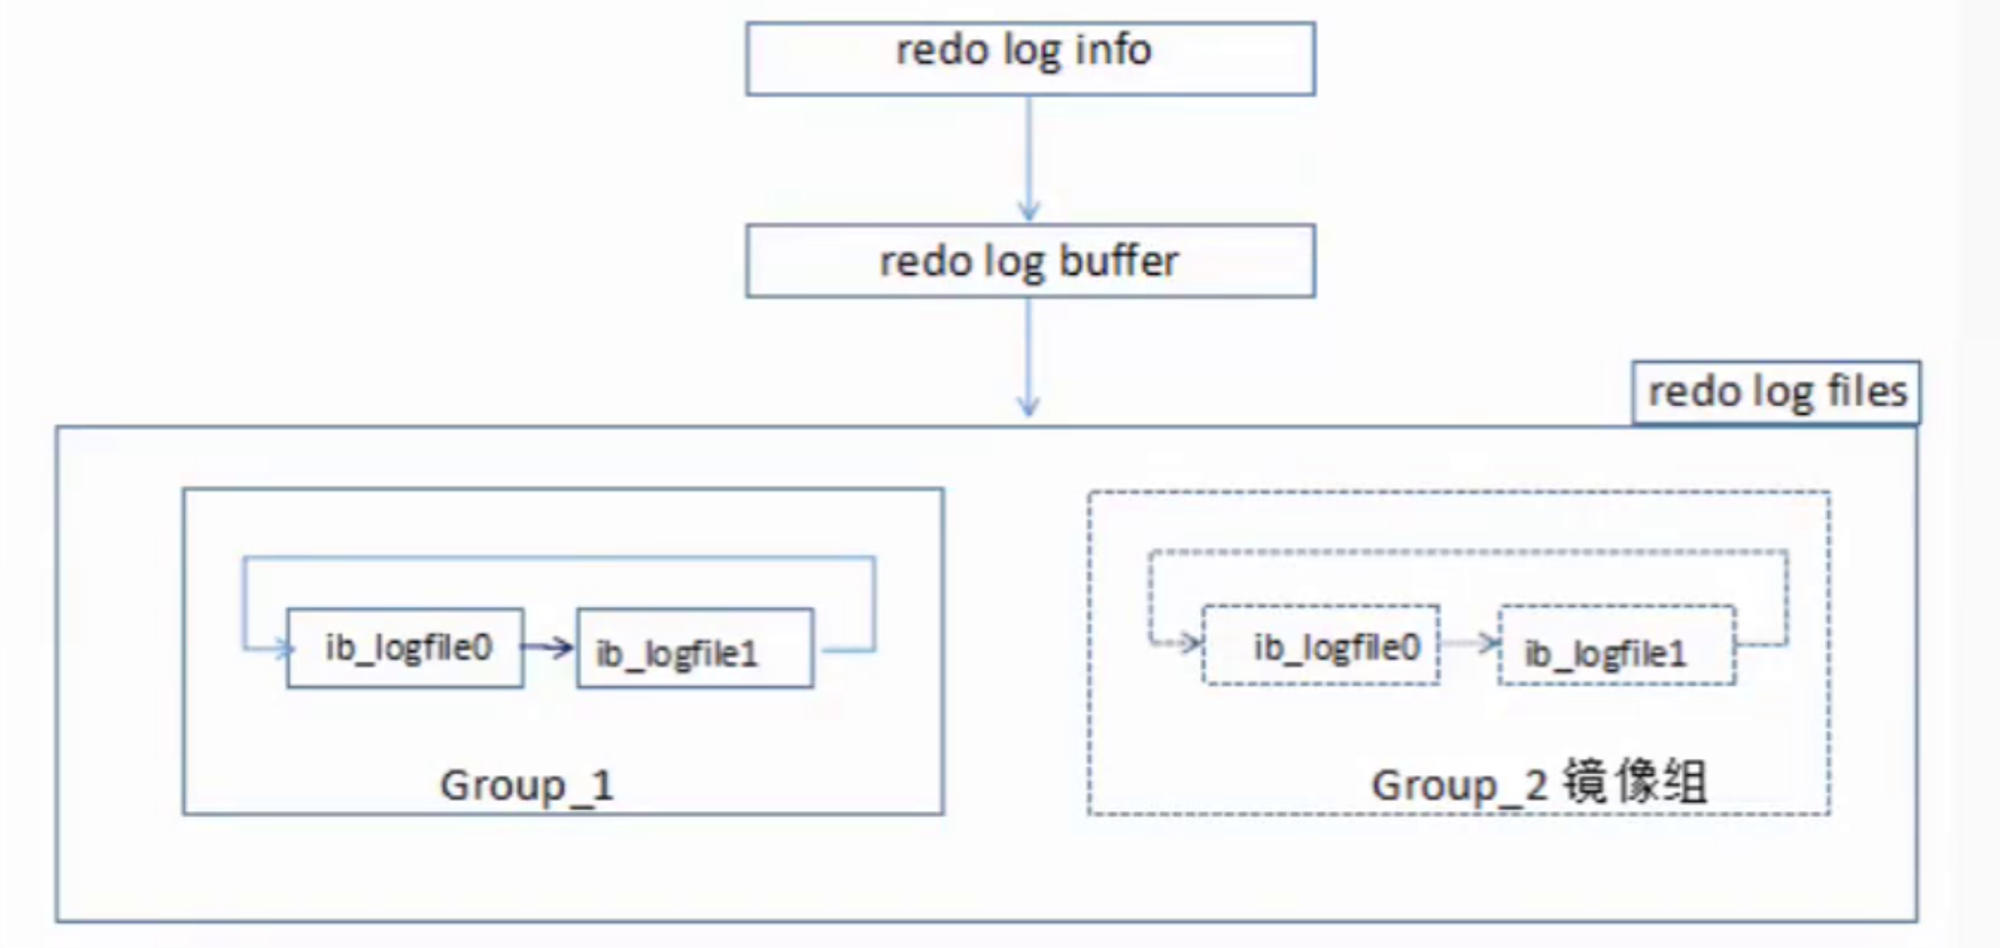 redo log info
redo log buffer
redo log files
ib_logfile0
ib_logfile1
Group_1
ib_logfile0
ib_logfile1
Group_2 镜像组